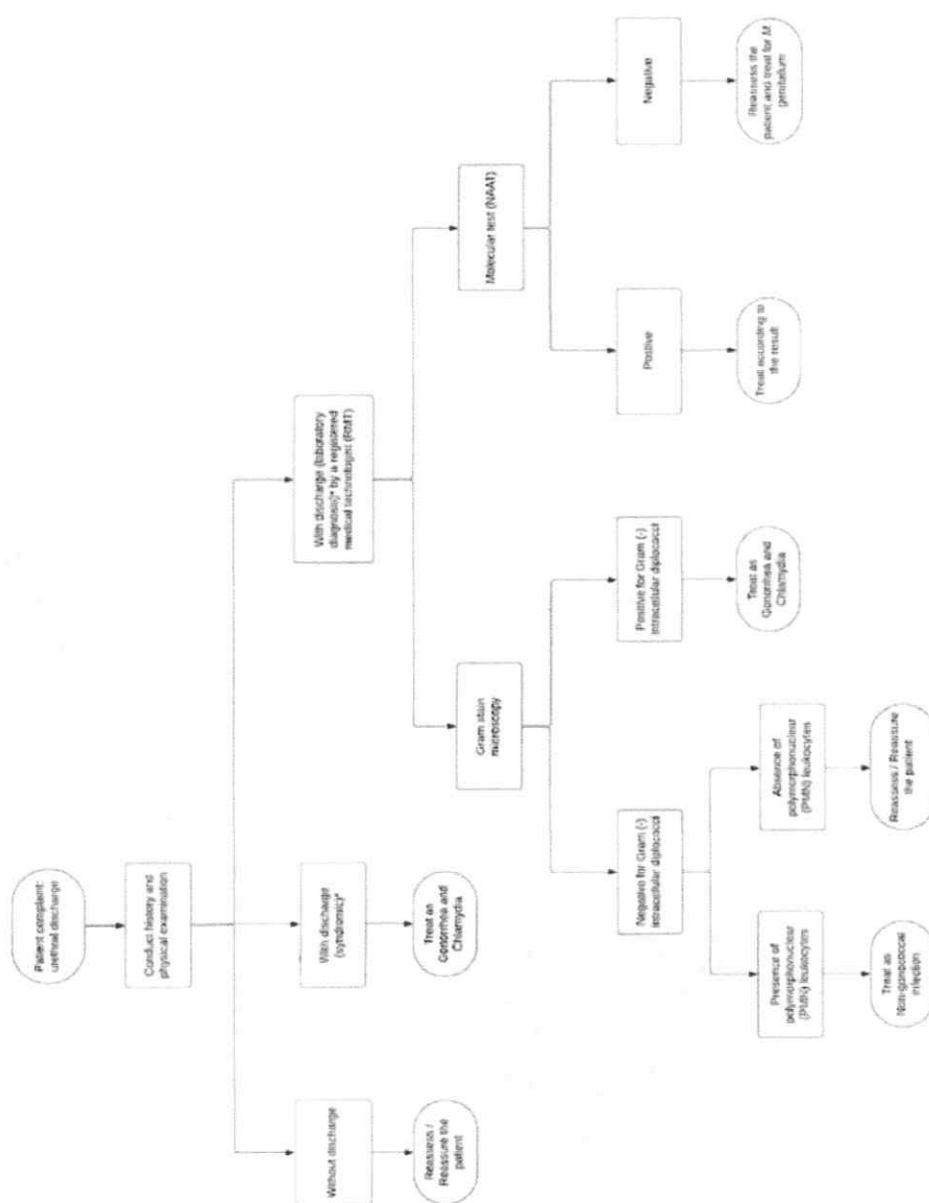 Patient complaint:
urethral discharge
Conduct history and
physical examination
Without discharge
Reassess /
Reassure the
patient
With discharge
(syndromic)*
Treat as
Gonorrhea and
Chlamydia
With discharge (laboratory
diagnosis)* by a registered
medical technologist (RMT)
Gram stain
microscopy
Molecular test (NAAT)
Negative for Gram (-)
intracellular diplococci
Positive for Gram (-)
intracellular diplococci
Positive
Negative
Presence of
polymorphonuclear
(PMN) leukocytes
Absence of
polymorphonuclear
(PMN) leukocytes
Treat as
Gonorrhea and
Chlamydia
Treat according to
the result
Reassess the
patient and treat for M.
genitalium
Treat as
Non-gonococcal
infection
Reassess / Reassure
the patient